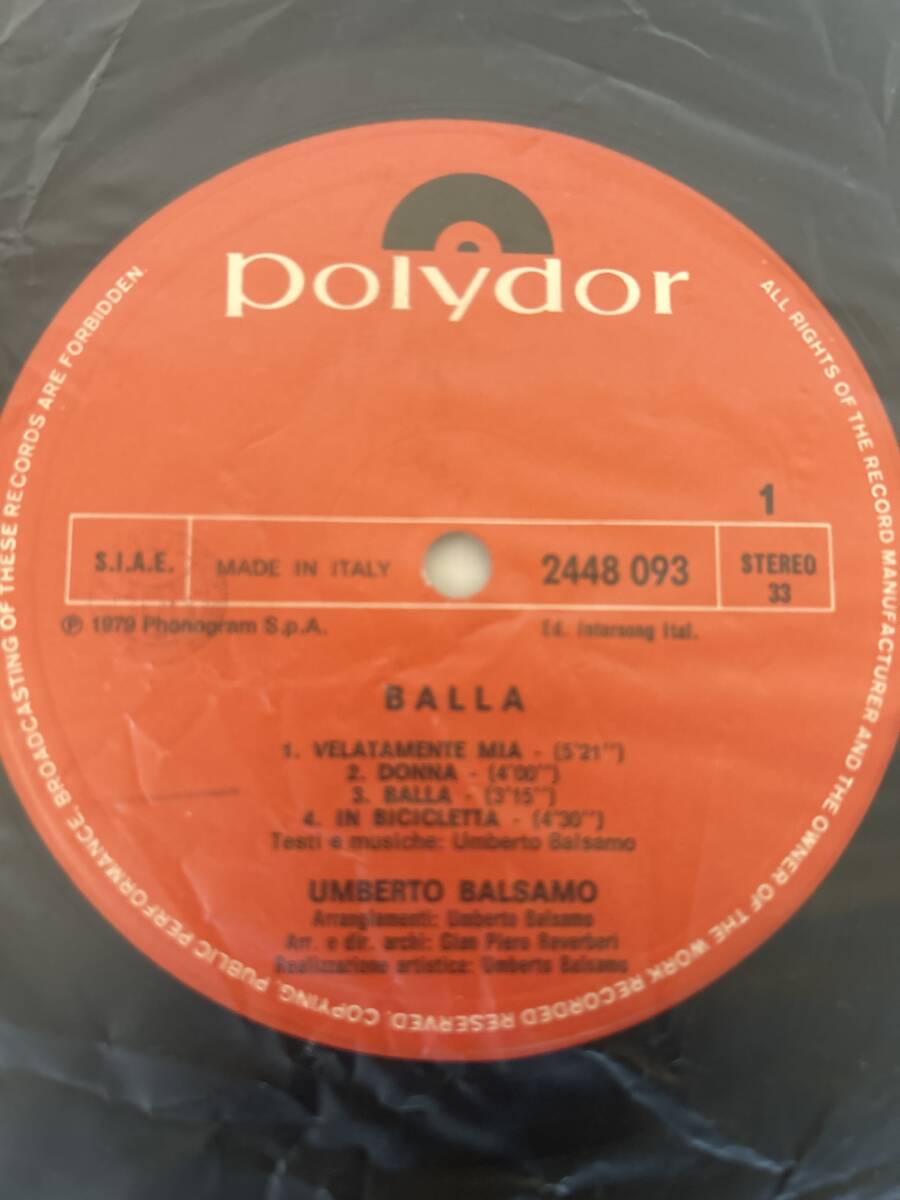 polydor
1
S.I.A.E.
MADE IN ITALY
2448 093
STEREO
33
℗ 1979 Phonogram S.p.A.
Ed. Intersong Ital.
BALLA
1. VELATAMENTE MIA - (5'21'')
2. DONNA - (4'00'')
3. BALLA - (3'15'')
4. IN BICICLETTA - (4'30'')
Testi e musiche: Umberto Balsamo
UMBERTO BALSAMO
Arrangiamenti: Umberto Balsamo
Arr. e dir. archi: Gian Piero Reverberi
Realizzazione artistica: Umberto Balsamo
ALL RIGHTS OF THE RECORD MANUFACTURER AND THE OWNER OF THE WORK RECORDED RESERVED. COPYING, PUBLIC PERFORMANCE, BROADCASTING OF THESE RECORDS ARE FORBIDDEN.